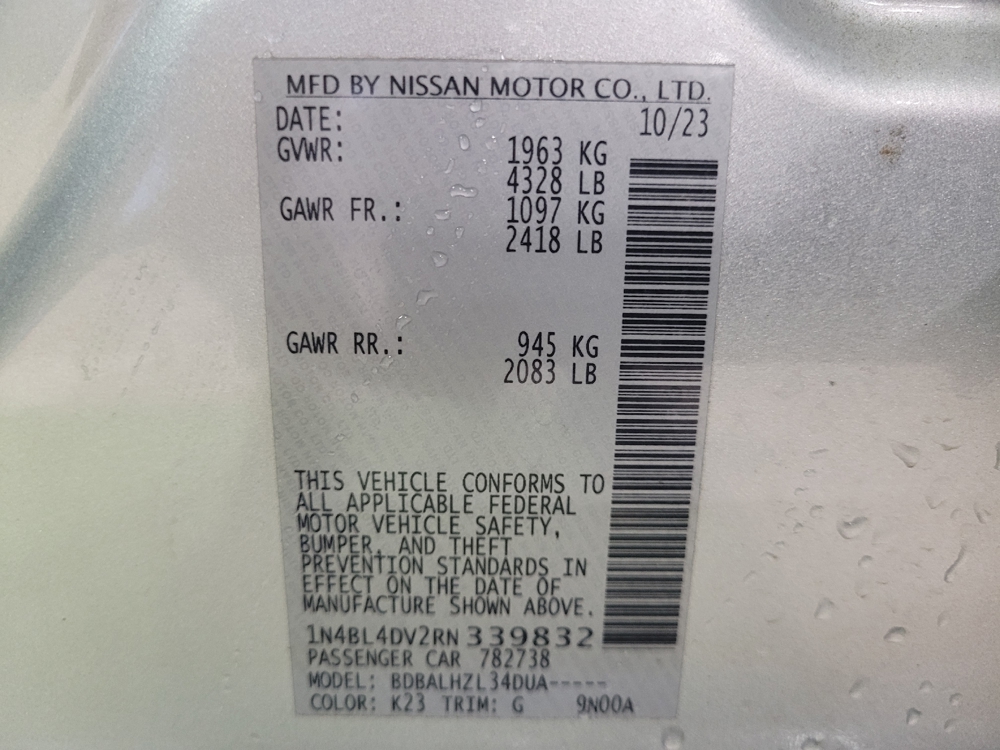 MFD BY NISSAN MOTOR CO., LTD.
DATE: 10/23
GVWR: 1963 KG
4328 LB
GAWR FR.: 1097 KG
2418 LB
GAWR RR.: 945 KG
2083 LB
THIS VEHICLE CONFORMS TO
ALL APPLICABLE FEDERAL
MOTOR VEHICLE SAFETY,
BUMPER, AND THEFT
PREVENTION STANDARDS IN
EFFECT ON THE DATE OF
MANUFACTURE SHOWN ABOVE.
1N4BL4DV2RN 339832
PASSENGER CAR 782738
MODEL: BDBALHZL34DUA-----
COLOR: K23 TRIM: G 9N00A